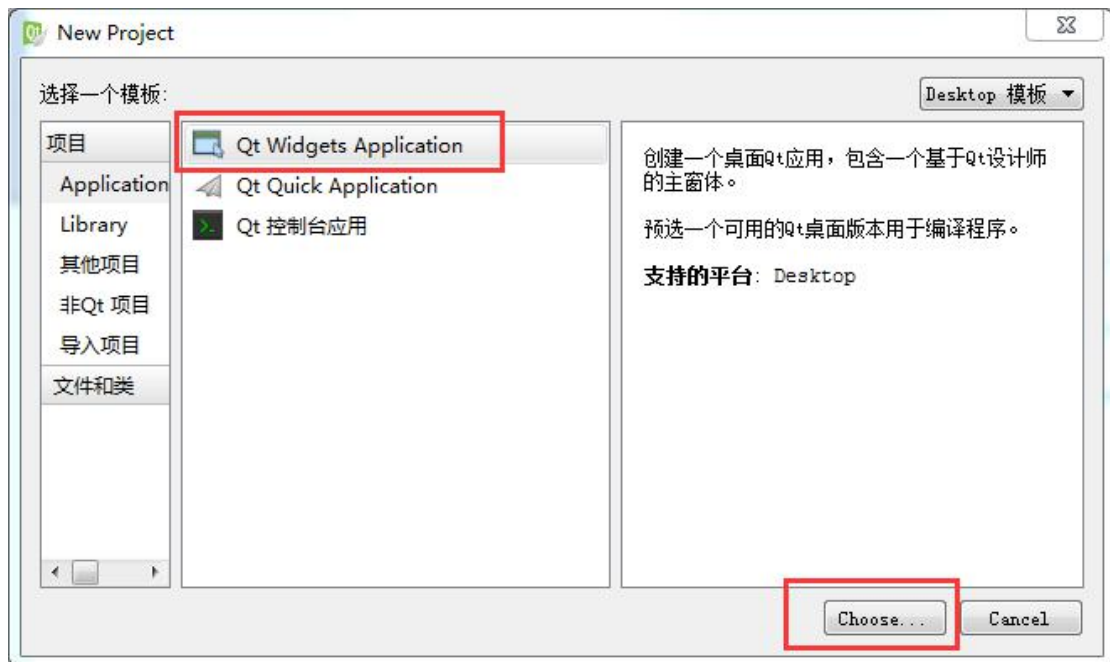 New Project
选择一个模板:
Desktop 模板
项目
Application
Library
其他项目
非Qt 项目
导入项目
文件和类
Qt Widgets Application
Qt Quick Application
Qt 控制台应用
创建一个桌面Qt应用，包含一个基于Qt设计师
的主窗体。
预选一个可用的Qt桌面版本用于编译程序。
支持的平台: Desktop
Choose...
Cancel